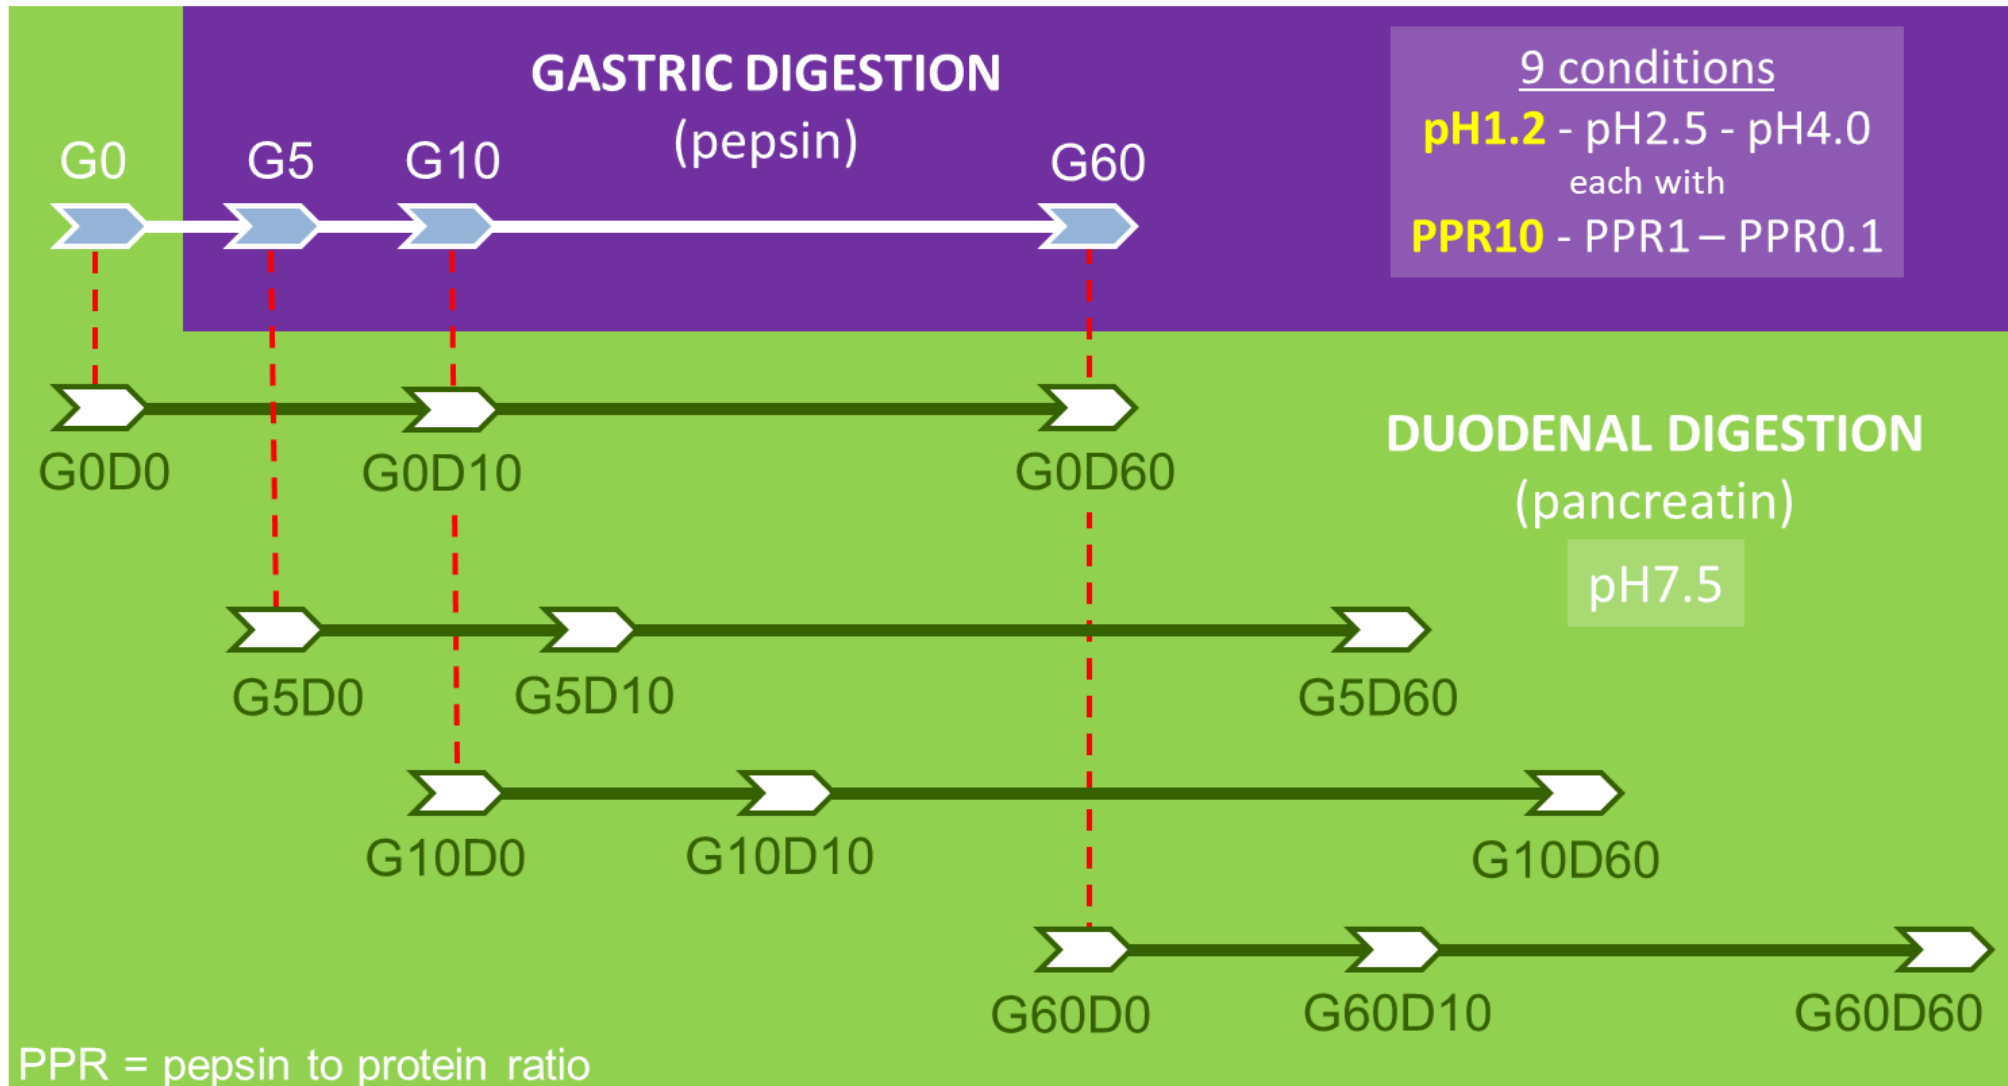 GASTRIC DIGESTION
(pepsin)
9 conditions
pH1.2 - pH2.5 - pH4.0
each with
PPR10 - PPR1 – PPR0.1
G0 G5 G10 G60
G0D0 G0D10 G0D60
DUODENAL DIGESTION
(pancreatin)
pH7.5
G5D0 G5D10 G5D60
G10D0 G10D10 G10D60
G60D0 G60D10 G60D60
PPR = pepsin to protein ratio